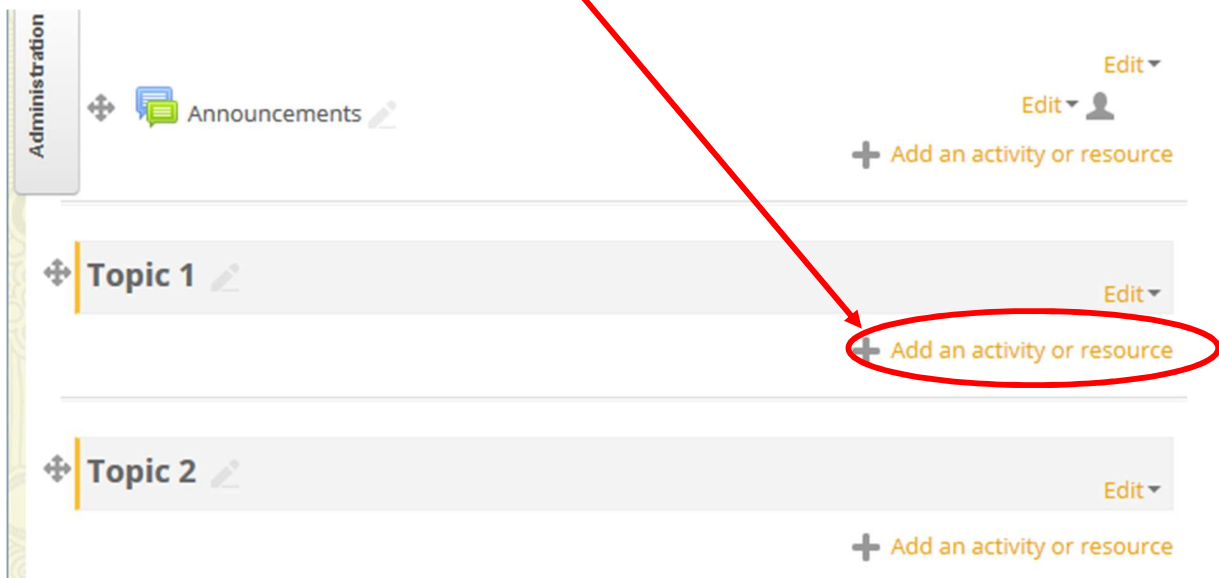 Administration
Edit
Announcements
Edit
Add an activity or resource
Topic 1
Edit
Add an activity or resource
Topic 2
Edit
Add an activity or resource